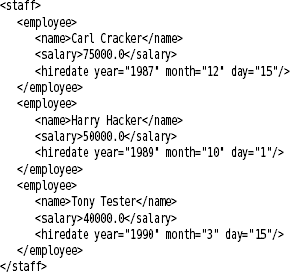 <staff>
   <employee>
      <name>Carl Cracker</name>
      <salary>75000.0</salary>
      <hiredate year="1987" month="12" day="15"/>
   </employee>
   <employee>
      <name>Harry Hacker</name>
      <salary>50000.0</salary>
      <hiredate year="1989" month="10" day="1"/>
   </employee>
   <employee>
      <name>Tony Tester</name>
      <salary>40000.0</salary>
      <hiredate year="1990" month="3" day="15"/>
   </employee>
</staff>